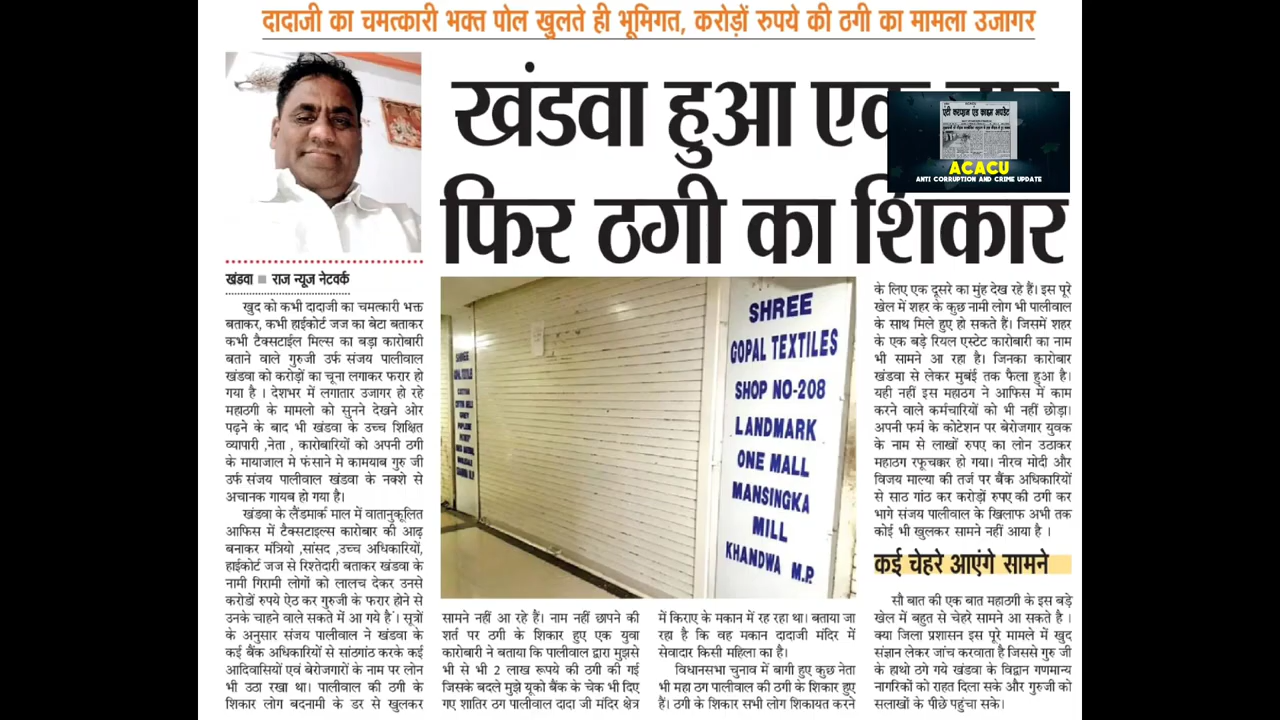 दादाजी का चमत्कारी भक्त पोल खुलते ही भूमिगत, करोड़ों रुपये की ठगी का मामला उजागर
खंडवा हुआ
फिर ठगी का शिकार
ACACU
ANTI CORRUPTION AND CRIME UPDATE
खंडवा ■ राज न्यूज नेटवर्क
खुद को कभी दादाजी का चमत्कारी भक्त
बताकर, कभी हाईकोर्ट जज का बेटा बताकर
कभी टैक्सटाईल मिल्स का बड़ा कारोबारी
बताने वाले गुरुजी उर्फ संजय पालीवाल
खंडवा को करोड़ों का चूना लगाकर फरार हो
गया है । देशभर में लगातार उजागर हो रहे
महाठगी के मामलो को सुनने देखने ओर
पढ़ने के बाद भी खंडवा के उच्च शिक्षित
व्यापारी ,नेता , कारोबारियों को अपनी ठगी
के मायाजाल मे फंसाने में कामयाब गुरु जी
उर्फ संजय पालीवाल खंडवा के नक्शे से
अचानक गायब हो गया है।
खंडवा के लैंडमार्क माल में वातानुकूलित
आफिस में टैक्सटाइल्स कारोबार की आढ़
बनाकर मंत्रियो ,सांसद ,उच्च अधिकारियों,
हाईकोर्ट जज से रिश्तेदारी बताकर खंडवा के
नामी गिरामी लोगों को लालच देकर उनसे
करोडों रुपये ऐठ कर गुरुजी के फरार होने से
उनके चाहने वाले सकते में आ गये है। सूत्रों
के अनुसार संजय पालीवाल ने खंडवा के
कई बैंक अधिकारियों से सांठगांठ करके कई
आदिवासियों एवं बेरोजगारों के नाम पर लोन
भी उठा रखा था। पालीवाल की ठगी के
शिकार लोग बदनामी के डर से खुलकर
SHREE
GOPAL TEXTILES
SHOP NO-208
LANDMARK
ONE MALL
MANSINGKA
MILL
KHANDWA M.P.
सामने नहीं आ रहे हैं। नाम नहीं छापने की
शर्त पर ठगी के शिकार हुए एक युवा
कारोबारी ने बताया कि पालीवाल द्वारा मुझसे
भी से भी 2 लाख रूपये की ठगी की गई
जिसके बदले मुझे यूको बैंक के चेक भी दिए
गए शातिर ठग पालीवाल दादा जी मंदिर क्षेत्र
में किराए के मकान में रह रहा था। बताया जा
रहा है कि वह मकान दादाजी मंदिर में
सेवादार किसी महिला का है।
विधानसभा चुनाव में बागी हुए कुछ नेता
भी महा ठग पालीवाल की ठगी के शिकार हुए
हैं। ठगी के शिकार सभी लोग शिकायत करने
के लिए एक दूसरे का मुंह देख रहे हैं। इस पूरे
खेल में शहर के कुछ नामी लोग भी पालीवाल
के साथ मिले हुए हो सकते हैं। जिसमें शहर
के एक बड़े रियल एस्टेट कारोबारी का नाम
भी सामने आ रहा है। जिनका कारोबार
खंडवा से लेकर मुबंई तक फैला हुआ है।
यही नहीं इस महाठग ने आफिस में काम
करने वाले कर्मचारियों को भी नहीं छोड़ा।
अपनी फर्म के कोटेशन पर बेरोजगार युवक
के नाम से लाखों रुपए का लोन उठाकर
महाठग रफूचक्कर हो गया। नीरव मोदी और
विजय माल्या की तर्ज पर बैंक अधिकारियों
से साठ गांठ कर करोड़ों रुपए की ठगी कर
भागे संजय पालीवाल के खिलाफ अभी तक
कोई भी खुलकर सामने नहीं आया है ।
कई चेहरे आएंगे सामने
सौ बात की एक बात महाठगी के इस बड़े
खेल में बहुत से चेहरे सामने आ सकते है ।
क्या जिला प्रशासन इस पूरे मामले में खुद
संज्ञान लेकर जांच करवाता है जिससे गुरु जी
के हाथो ठगे गये खंडवा के विद्वान गणमान्य
नागरिकों को राहत दिला सके और गुरुजी को
सलाखों के पीछे पहुंचा सके।